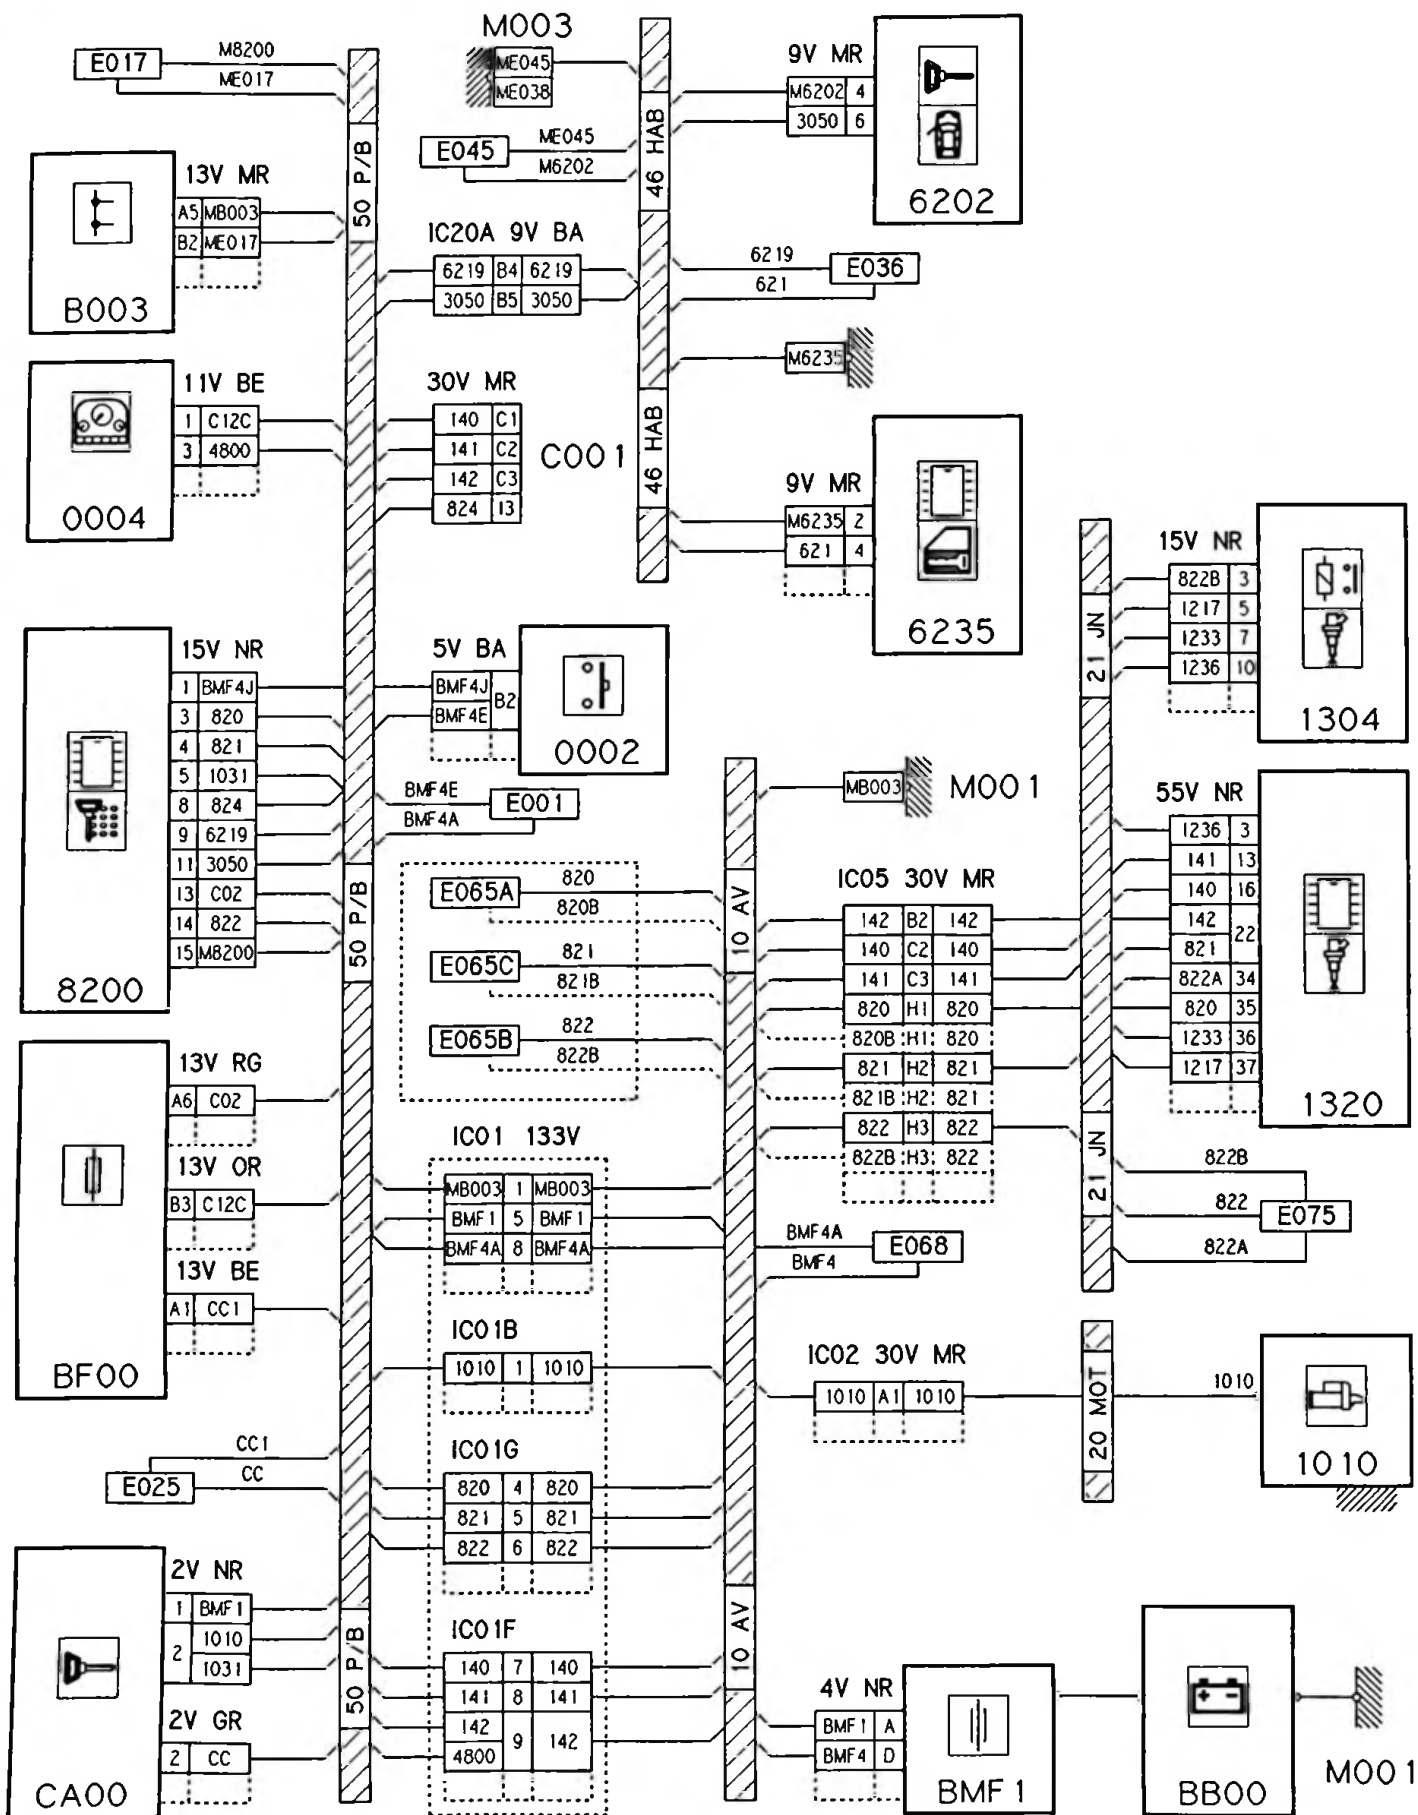 M003
E017 M8200
ME017
ME045
ME038
9V MR
M6202 4
3050 6
6202
46 HAB
50 P/B
E045 ME045
M6202
13V MR
A5 MB003
B2 ME017
B003
IC20A 9V BA
6219 B4 6219
3050 B5 3050
6219
621
E036
M6235
11V BE
1 C12C
3 4800
0004
30V MR
140 C1
141 C2
142 C3
824 I3
C001
46 HAB
9V MR
M6235 2
621 4
6235
15V NR
822B 3
1217 5
1233 7
1236 10
1304
21 JN
15V NR
1 BMF4J
3 820
4 821
5 1031
8 824
9 6219
11 3050
13 C02
14 822
15 M8200
8200
5V BA
BMF4J
BMF4E
B2
0002
BMF4E
BMF4A
E001
MB003
M001
55V NR
1236 3
141 13
140 16
142
821
22
822A 34
820 35
1233 36
1217 37
1320
50 P/B
E065A 820
820B
E065C 821
821B
E065B 822
822B
10 AV
IC05 30V MR
142 B2 142
140 C2 140
141 C3 141
820 H1 820
820B H1 820
821 H2 821
821B H2 821
822 H3 822
822B H3 822
21 JN
822B
822 E075
822A
13V RG
A6 C02
13V OR
B3 C12C
13V BE
A1 CC1
BF00
IC01 133V
MB003 1 MB003
BMF1 5 BMF1
BMF4A 8 BMF4A
BMF4A
BMF4
E068
IC01B
1010 1 1010
IC02 30V MR
1010 A1 1010
20 MOT
1010
1010
CC1
E025 CC
IC01G
820 4 820
821 5 821
822 6 822
2V NR
1 BMF1
2
1010
1031
2V GR
2 CC
CA00
50 P/B
IC01F
140 7 140
141 8 141
142
4800
9 142
10 AV
4V NR
BMF1 A
BMF4 D
BMF1
BB00
M001